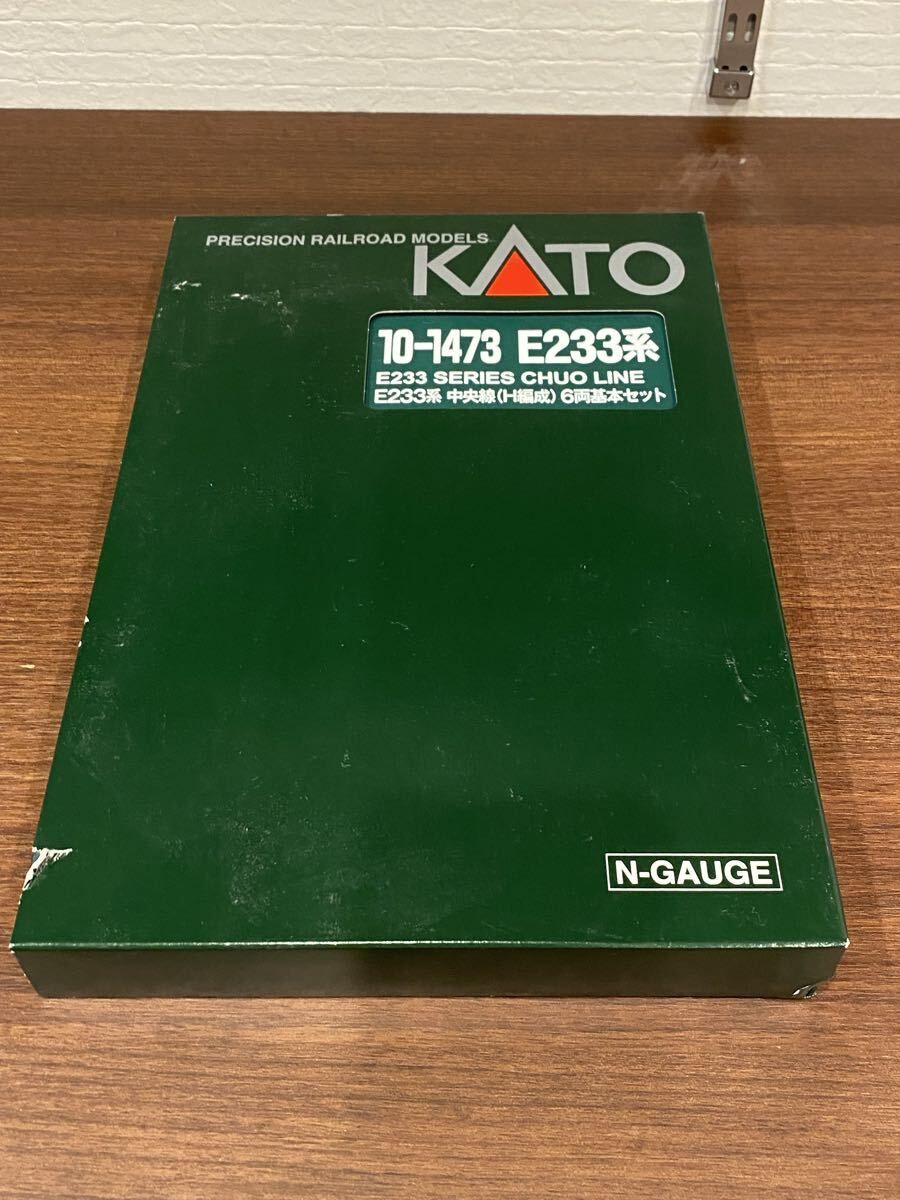 PRECISION RAILROAD MODELS
KATO
10-1473 E233系
E233 SERIES CHUO LINE
E233系 中央線(H編成) 6両基本セット
N-GAUGE